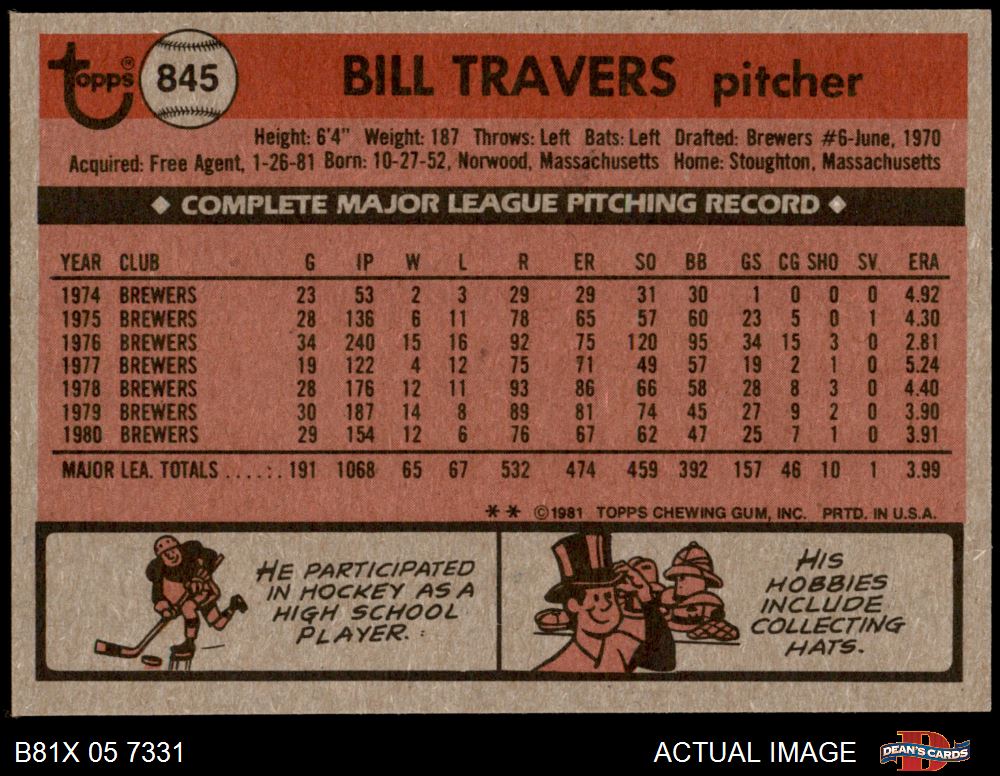 Topps® 845 BILL TRAVERS pitcher
Height: 6'4" Weight: 187 Throws: Left Bats: Left Drafted: Brewers #6-June, 1970
Acquired: Free Agent, 1-26-81 Born: 10-27-52, Norwood, Massachusetts Home: Stoughton, Massachusetts
◆ COMPLETE MAJOR LEAGUE PITCHING RECORD ◆
YEAR CLUB G IP W L R ER SO BB GS CG SHO SV ERA
1974 BREWERS 23 53 2 3 29 29 31 30 1 0 0 0 4.92
1975 BREWERS 28 136 6 11 78 65 57 60 23 5 0 1 4.30
1976 BREWERS 34 240 15 16 92 75 120 95 34 15 3 0 2.81
1977 BREWERS 19 122 4 12 75 71 49 57 19 2 1 0 5.24
1978 BREWERS 28 176 12 11 93 86 66 58 28 8 3 0 4.40
1979 BREWERS 30 187 14 8 89 81 74 45 27 9 2 0 3.90
1980 BREWERS 29 154 12 6 76 67 62 47 25 7 1 0 3.91
MAJOR LEA. TOTALS ...... 191 1068 65 67 532 474 459 392 157 46 10 1 3.99
** ©1981 TOPPS CHEWING GUM, INC. PRTD. IN U.S.A.
HE PARTICIPATED
IN HOCKEY AS A
HIGH SCHOOL
PLAYER.
HIS
HOBBIES
INCLUDE
COLLECTING
HATS.
B81X 05 7331 ACTUAL IMAGE DEAN'S CARDS